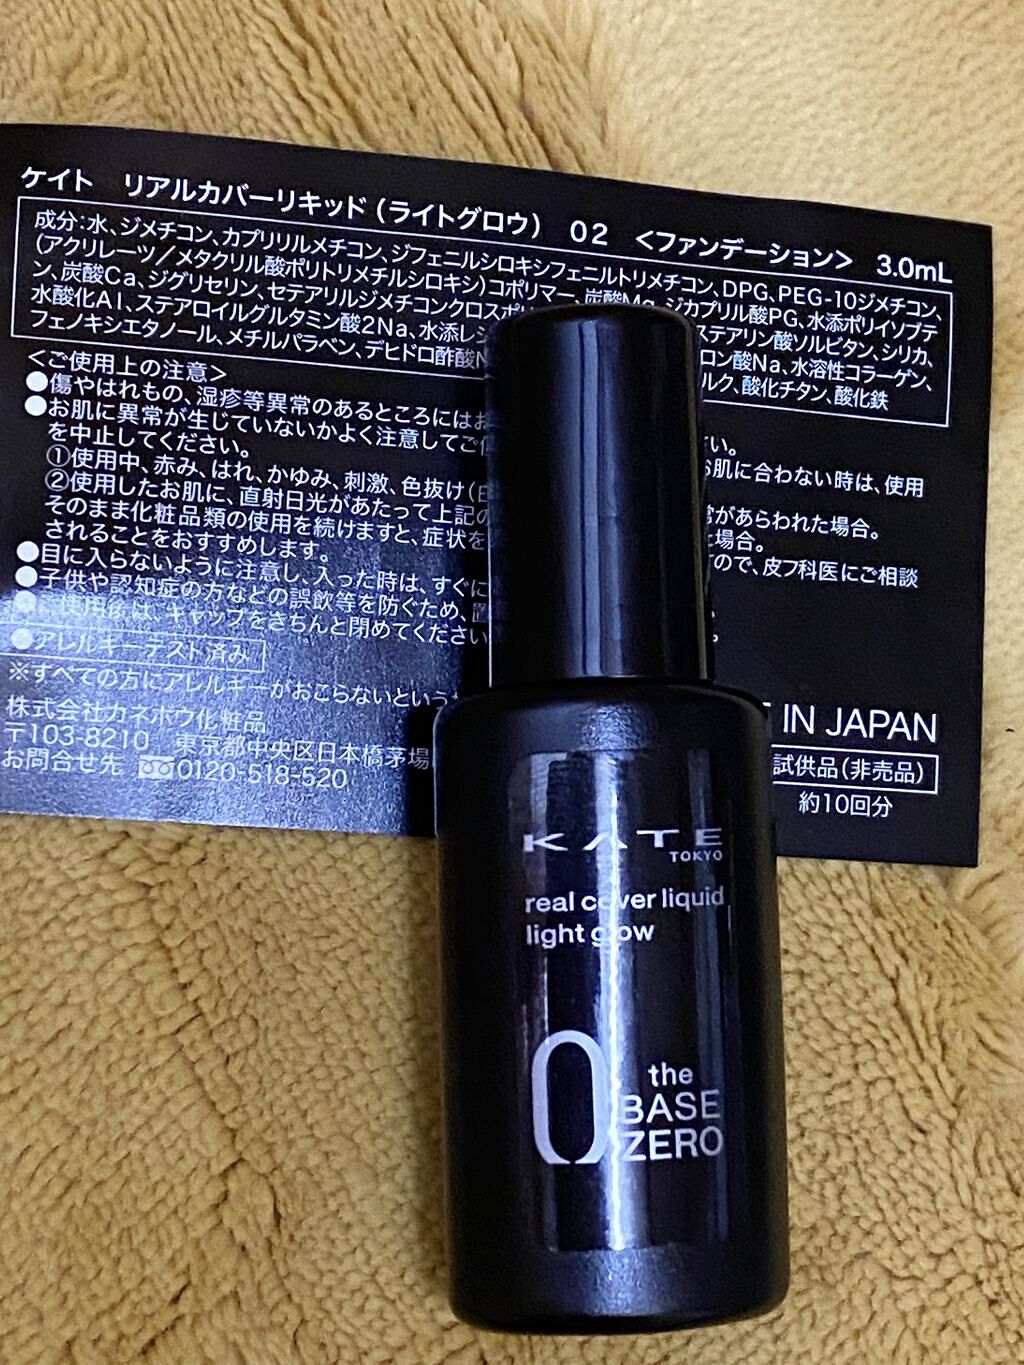 ケイト リアルカバーリキッド（ライトグロウ） 02 ＜ファンデーション＞ 3.0mL
成分：水、ジメチコン、カプリリルメチコン、ジフェニルシロキシフェニルトリメチコン、DPG、PEG-10ジメチコン、
（アクリレーツ／メタクリル酸ポリトリメチルシロキシ）コポリマー、炭酸Mg、ジカプリル酸PG、水添ポリイソブテ
ン、炭酸Ca、ジグリセリン、セテアリルジメチコンクロスポリ ステアリン酸ソルビタン、シリカ、
水酸化Al、ステアロイルグルタミン酸2Na、水添レシ ロン酸Na、水溶性コラーゲン、
フェノキシエタノール、メチルパラベン、デヒドロ酢酸N ルク、酸化チタン、酸化鉄
＜ご使用上の注意＞
●傷やはれもの、湿疹等異常のあるところにはお さい。
●お肌に異常が生じていないかよく注意してご使 お肌に合わない時は、使用
を中止してください。
①使用中、赤み、はれ、かゆみ、刺激、色抜け（白 常があらわれた場合。
②使用したお肌に、直射日光があたって上記の た場合。
そのまま化粧品類の使用を続けますと、症状を ので、皮フ科医にご相談
されることをおすすめします。
●目に入らないように注意し、入った時は、すぐに
●子供や認知症の方などの誤飲等を防ぐため、置
●使用後は、キャップをきちんと閉めてください
●アレルギーテスト済み
※すべての方にアレルギーがおこらないという
株式会社カネボウ化粧品
〒103-8210 東京都中央区日本橋茅場
お問合せ先 0120-518-520
IN JAPAN
試供品（非売品）
約10回分
KATE
TOKYO
real cover liquid
light glow
0 the
BASE
ZERO